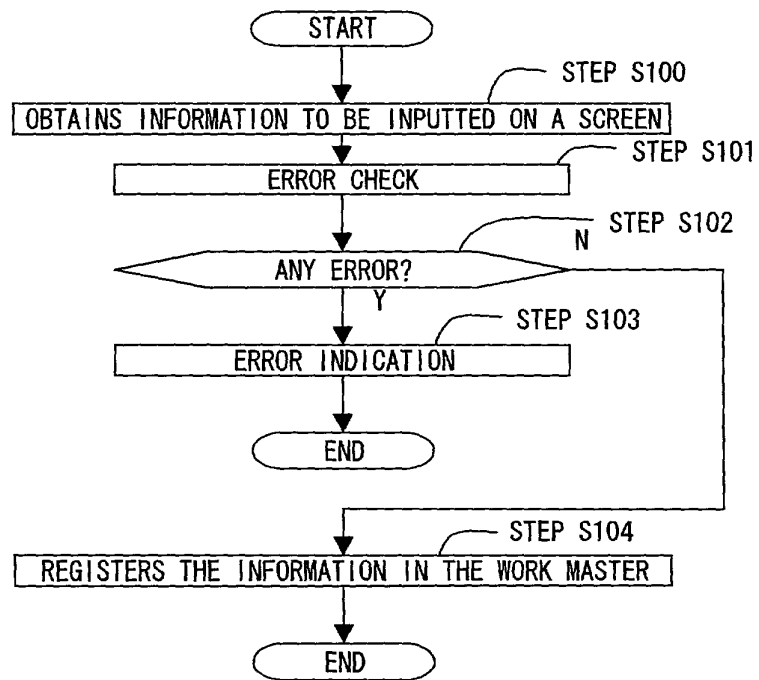 START
STEP S100
OBTAINS INFORMATION TO BE INPUTTED ON A SCREEN
STEP S101
ERROR CHECK
STEP S102
N
ANY ERROR?
Y
STEP S103
ERROR INDICATION
END
STEP S104
REGISTERS THE INFORMATION IN THE WORK MASTER
END